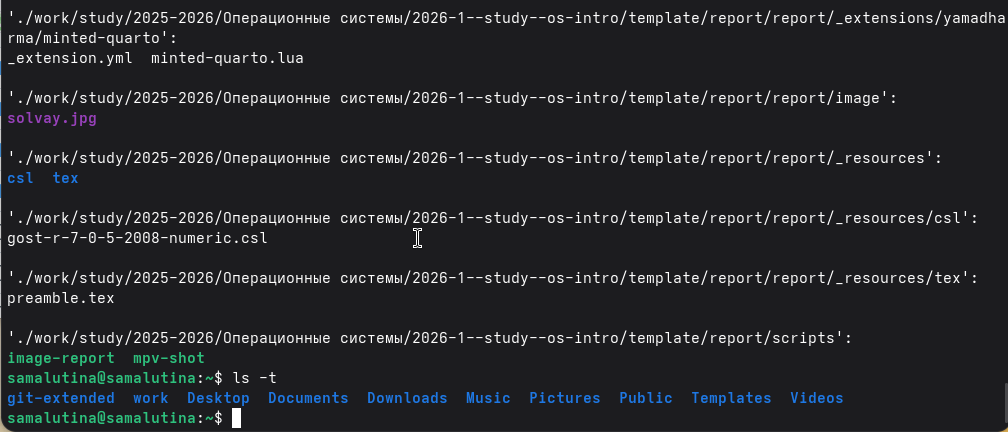 './work/study/2025-2026/Операционные системы/2026-1--study--os-intro/template/report/report/_extensions/yamadha
rma/minted-quarto':
_extension.yml  minted-quarto.lua
'./work/study/2025-2026/Операционные системы/2026-1--study--os-intro/template/report/report/image':
solvay.jpg
'./work/study/2025-2026/Операционные системы/2026-1--study--os-intro/template/report/report/_resources':
csl  tex
'./work/study/2025-2026/Операционные системы/2026-1--study--os-intro/template/report/report/_resources/csl':
gost-r-7-0-5-2008-numeric.csl
'./work/study/2025-2026/Операционные системы/2026-1--study--os-intro/template/report/report/_resources/tex':
preamble.tex
'./work/study/2025-2026/Операционные системы/2026-1--study--os-intro/template/report/scripts':
image-report  mpv-shot
samalutina@samalutina:~$ ls -t
git-extended  work  Desktop  Documents  Downloads  Music  Pictures  Public  Templates  Videos
samalutina@samalutina:~$